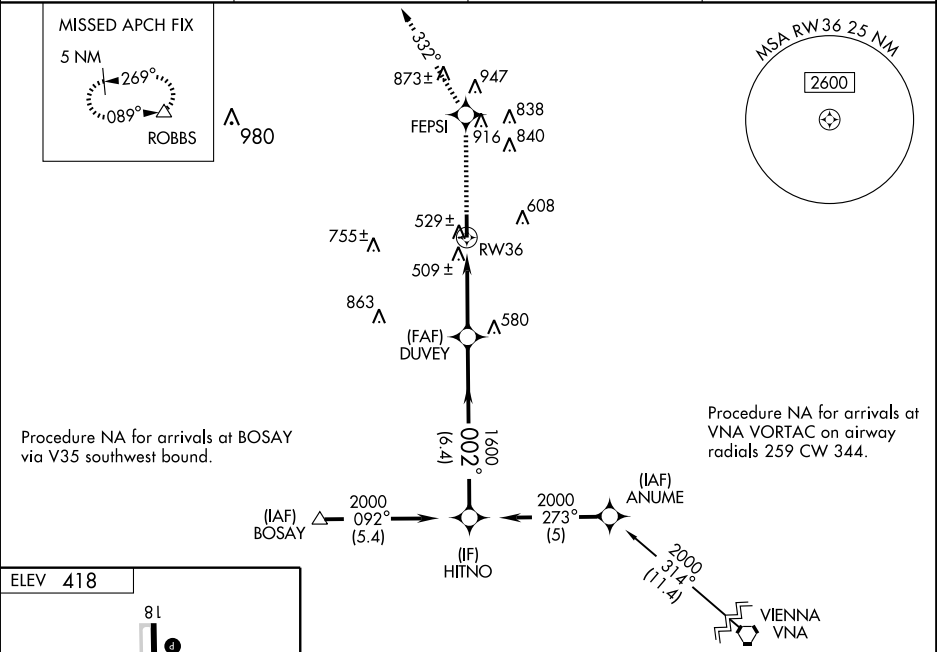 MISSED APCH FIX
5 NM
269°
089°
ROBBS
980
332°
873±
947
FEPSI
838
916
840
MSA RW36 25 NM
2600
608
529±
755±
RW36
509±
863
580
(FAF)
DUVEY
Procedure NA for arrivals at BOSAY
via V35 southwest bound.
1600
002°
(6.4)
Procedure NA for arrivals at
VNA VORTAC on airway
radials 259 CW 344.
(IAF)
BOSAY
2000
092°
(5.4)
(IF)
HITNO
2000
273°
(5)
(IAF)
ANUME
2000
314°
(11.4)
VIENNA
VNA
ELEV 418
18
P